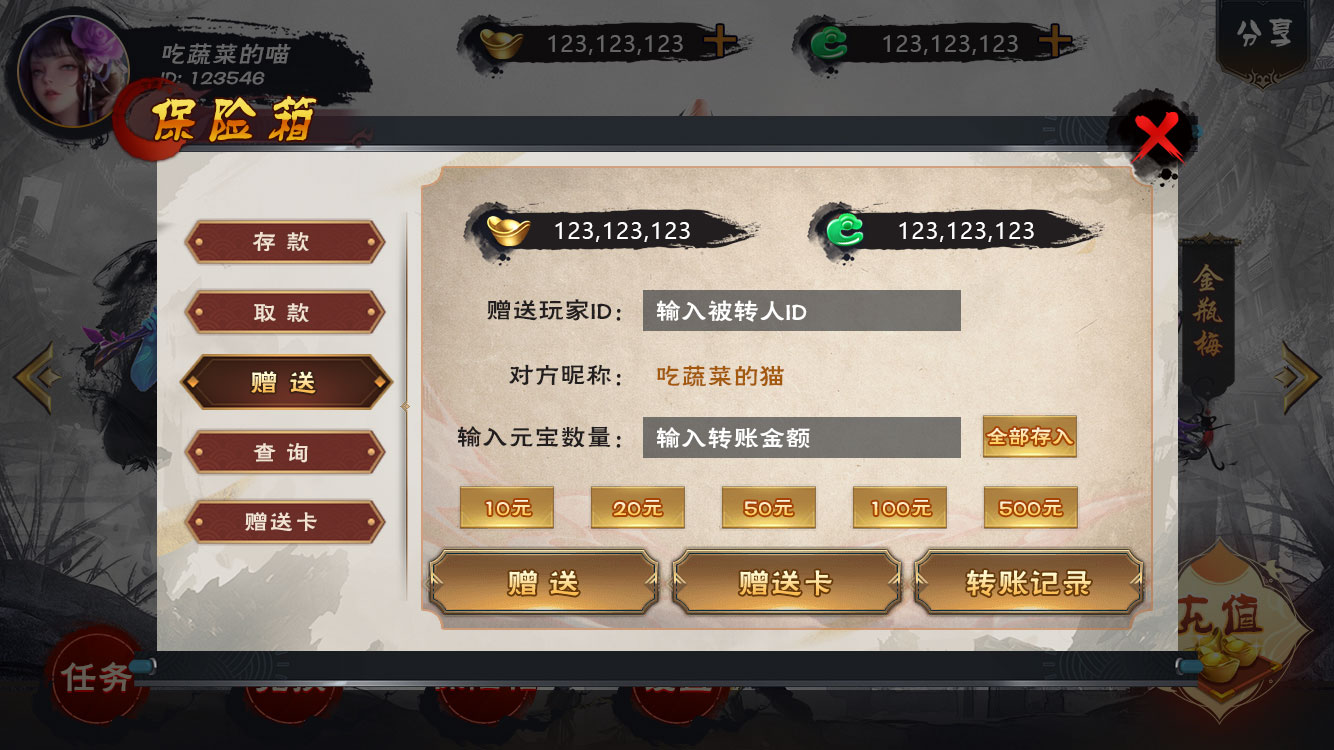 吃蔬菜的喵
ID: 123546
123,123,123
123,123,123
分享
保险箱
存款
取款
赠送
查询
赠送卡
123,123,123
123,123,123
赠送玩家ID：
输入被转人ID
对方昵称：
吃蔬菜的猫
输入元宝数量：
输入转账金额
全部存入
10元
20元
50元
100元
500元
赠送
赠送卡
转账记录
金瓶梅
任务
充值